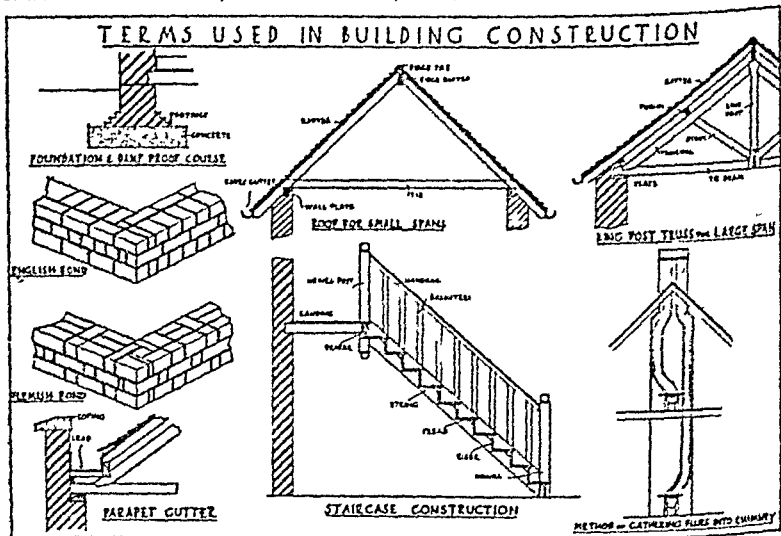 TERMS USED IN BUILDING CONSTRUCTION
FOOTINGS
CONCRETE
FOUNDATION & DAMP PROOF COURSE
RAFTER
EAVES GUTTER
WALL PLATE
TIE
ROOF FOR SMALL SPANS
RAFTER
PURLIN
KING POST
STRUT
PLATE
TIE BEAM
KING POST TRUSS FOR LARGE SPAN
ENGLISH BOND
FLEMISH BOND
COPING
LEAD
PARAPET GUTTER
NEWEL POST
HANDRAIL
BALUSTERS
LANDING
STRING
TREAD
RISER
STAIRCASE CONSTRUCTION
METHOD OF GATHERING FLUES INTO CHIMNEY